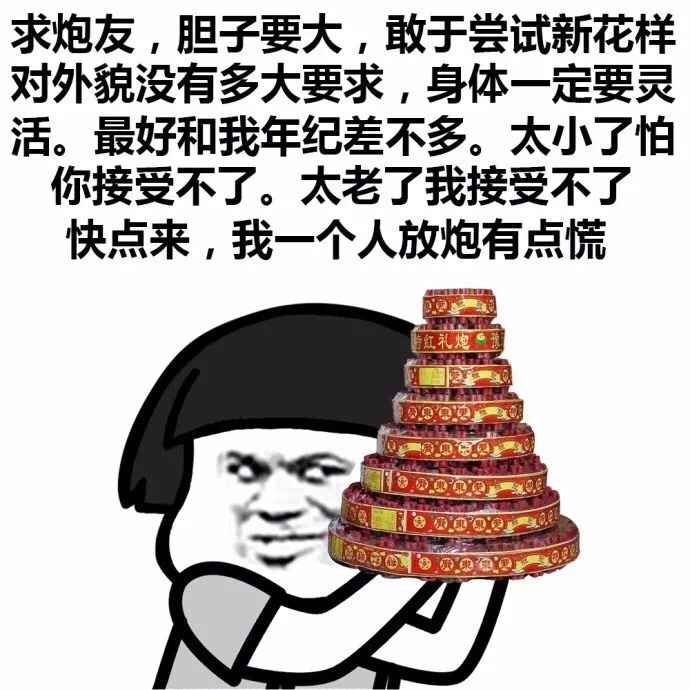 求炮友，胆子要大，敢于尝试新花样
对外貌没有多大要求，身体一定要灵
活。最好和我年纪差不多。太小了怕
你接受不了。太老了我接受不了
快点来，我一个人放炮有点慌
红礼炮